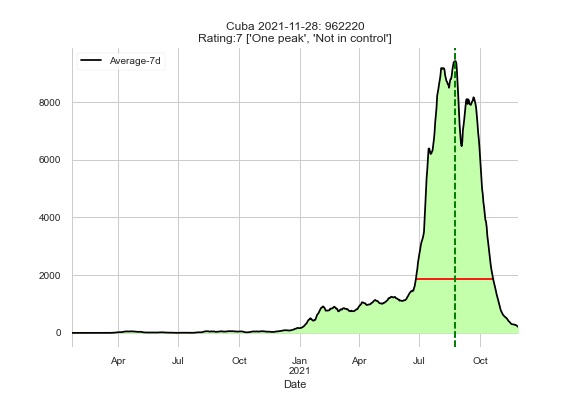 Cuba 2021-11-28: 962220
Rating:7 ['One peak', 'Not in control']
Average-7d
8000
6000
4000
2000
0
Apr Jul Oct Jan Apr Jul Oct
2021
Date